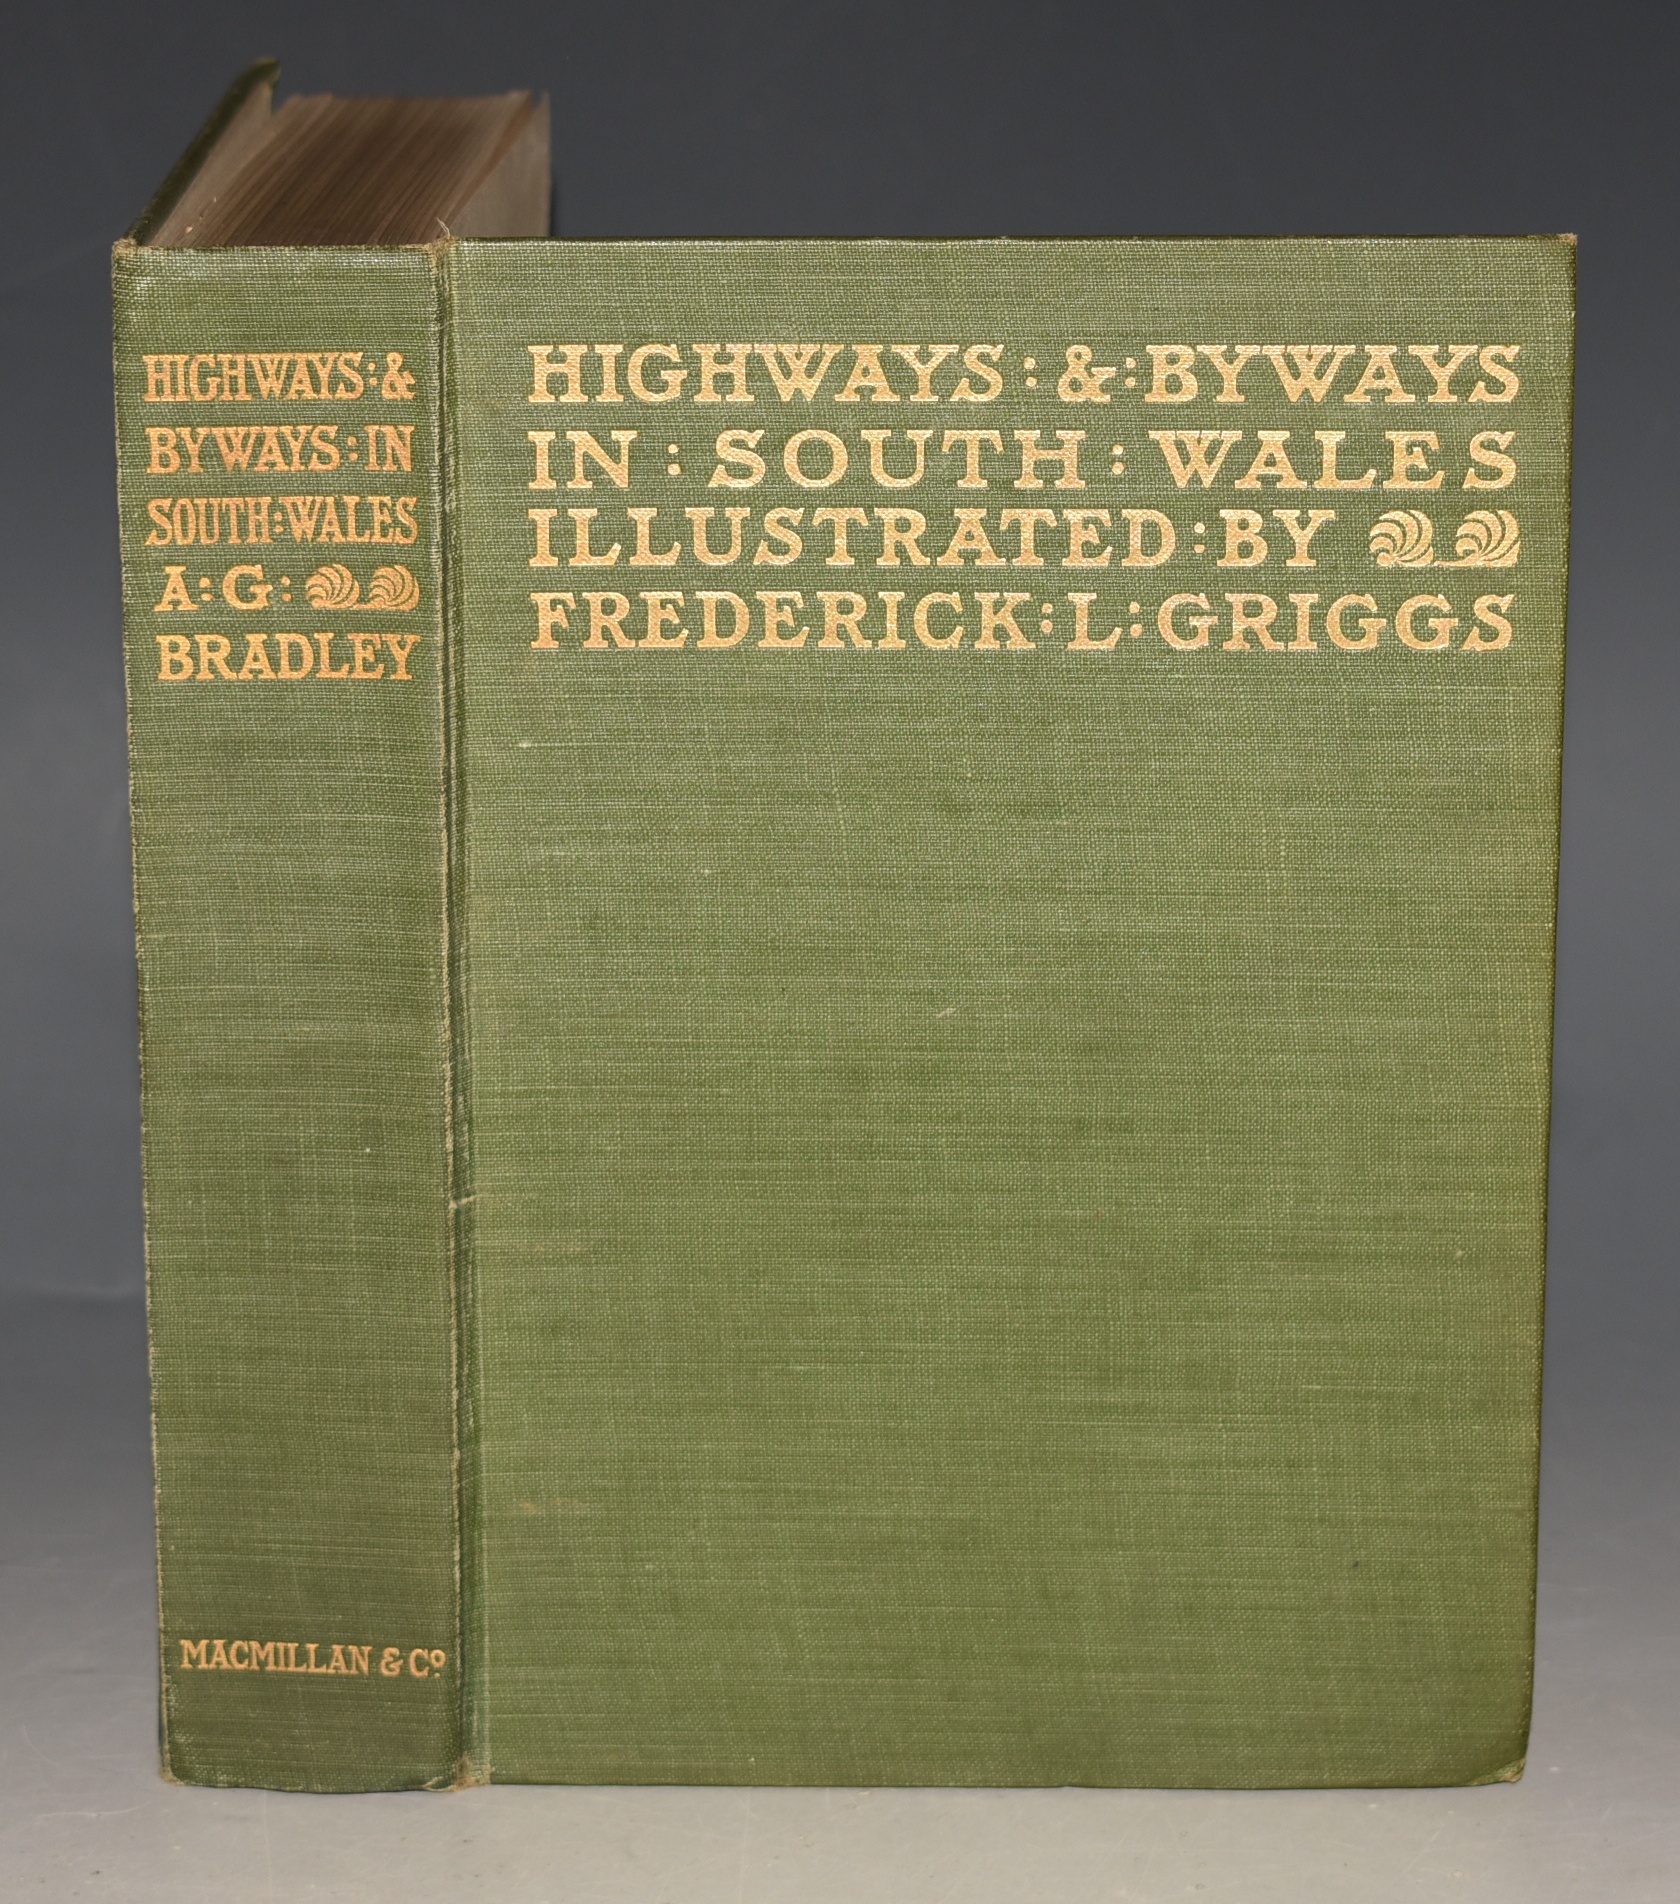 HIGHWAYS:&
BYWAYS:IN
SOUTH:WALES
A:G:
BRADLEY
MACMILLAN & Cº
HIGHWAYS:&:BYWAYS
IN:SOUTH:WALES
ILLUSTRATED:BY
FREDERICK:L:GRIGGS